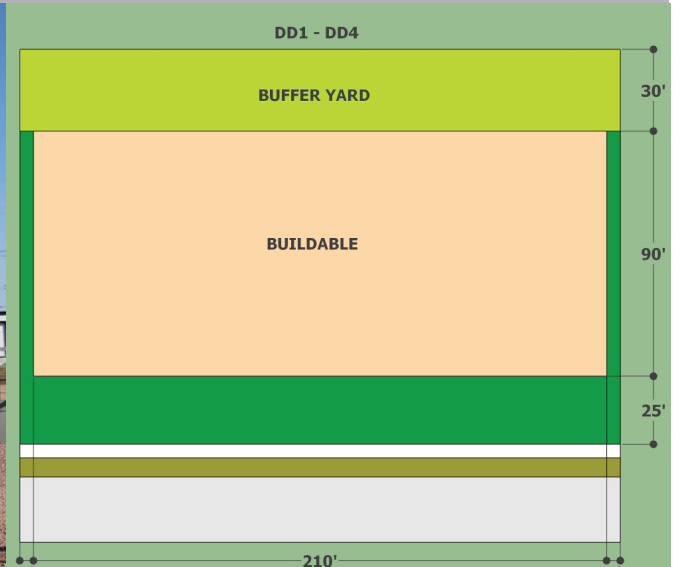 DD1 - DD4
BUFFER YARD
30'
BUILDABLE
90'
25'
210'